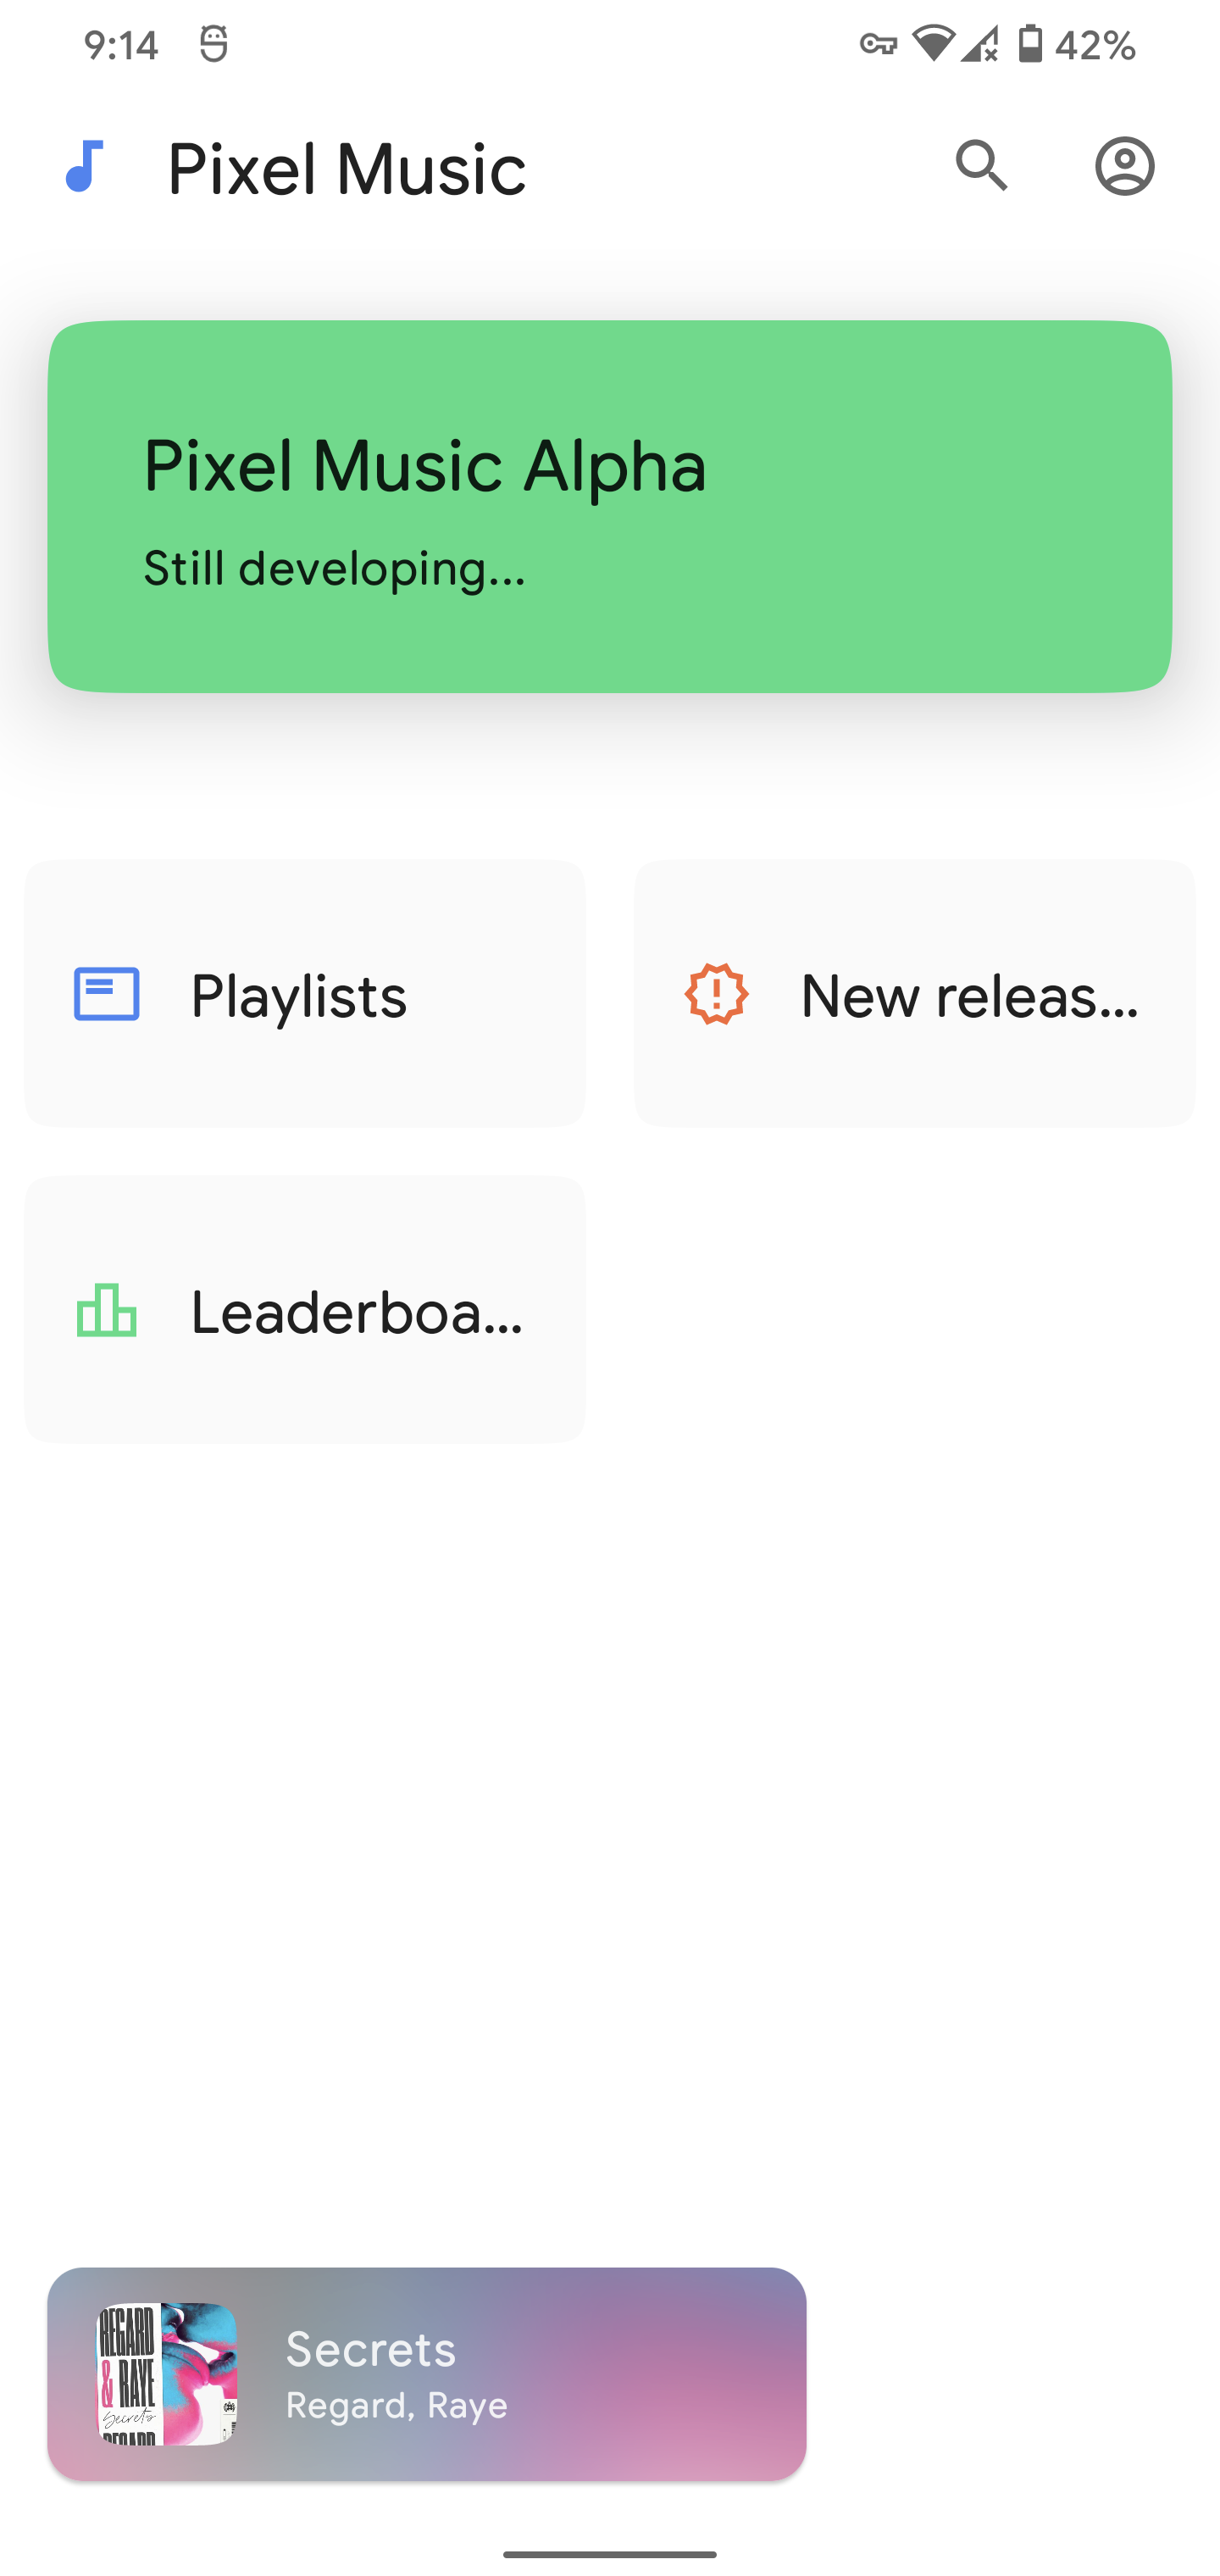 9:14
42%
Pixel Music
Pixel Music Alpha
Still developing...
Playlists
New releas...
Leaderboa...
REGARD
& RAYE
Secrets
REGARD
Secrets
Regard, Raye